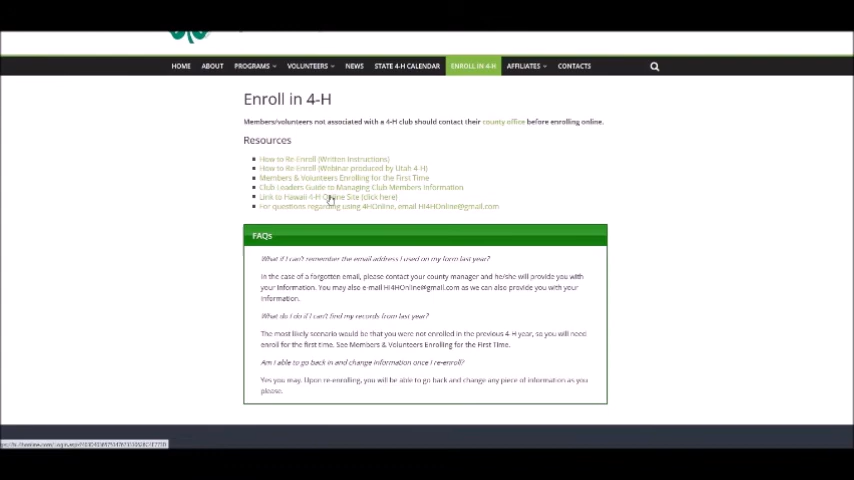 HOME ABOUT PROGRAMS VOLUNTEERS NEWS STATE 4-H CALENDAR ENROLL IN 4-H AFFILIATES CONTACTS
Enroll in 4-H
Members/volunteers not associated with a 4-H club should contact their county office before enrolling online.
Resources
How to Re-Enroll (Written Instructions)
How to Re-Enroll (Webinar produced by Utah 4-H)
Members & Volunteers Enrolling for the First Time
Club Leaders Guide to Managing Club Members Information
Link to Hawaii 4-H Online Site (click here)
For questions regarding using 4HOnline, email HI4HOnline@gmail.com
FAQs
What if I can't remember the email address I used on my form last year?
In the case of a forgotten email, please contact your county manager and he/she will provide you with
your information. You may also e-mail HI4HOnline@gmail.com as we can also provide you with your
information.
What do I do if I can't find my records from last year?
The most likely scenario would be that you were not enrolled in the previous 4-H year, so you will need
enroll for the first time. See Members & Volunteers Enrolling for the First Time.
Am I able to go back in and change information once I re-enroll?
Yes you may. Upon re-enrolling, you will be able to go back and change any piece of information as you
please.